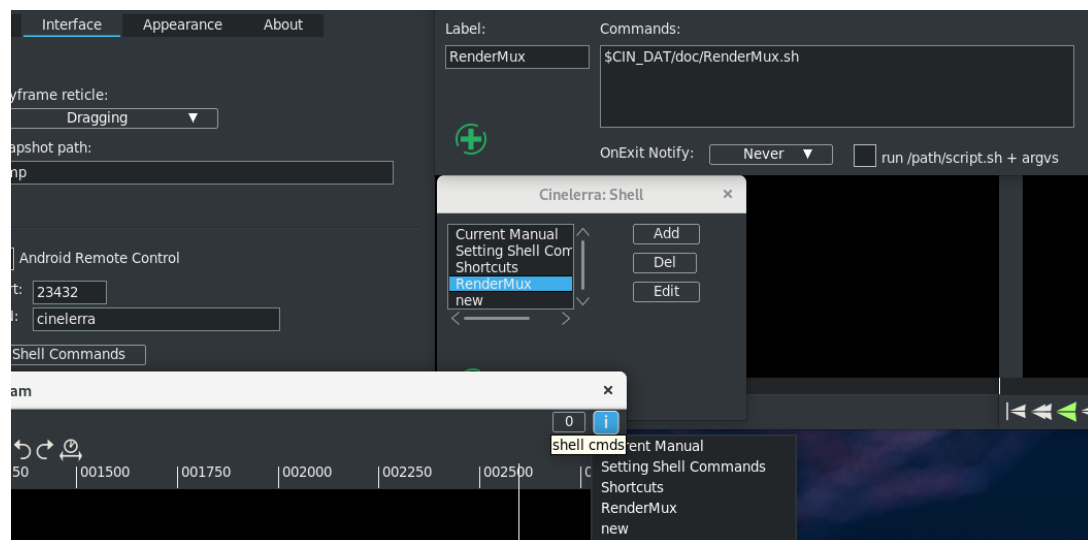 Interface Appearance About
yframe reticle:
Dragging
apshot path:
mp
Android Remote Control
23432
cinelerra
Shell Commands
Label: Commands:
RenderMux $CIN_DAT/doc/RenderMux.sh
OnExit Notify: Never run /path/script.sh + argvs
Cinelerra: Shell
Current Manual
Setting Shell Com
Shortcuts
RenderMux
new
Add
Del
Edit
am
0 i
shell cmds
50 001500 001750 002000 002250 002500
rent Manual
Setting Shell Commands
Shortcuts
RenderMux
new